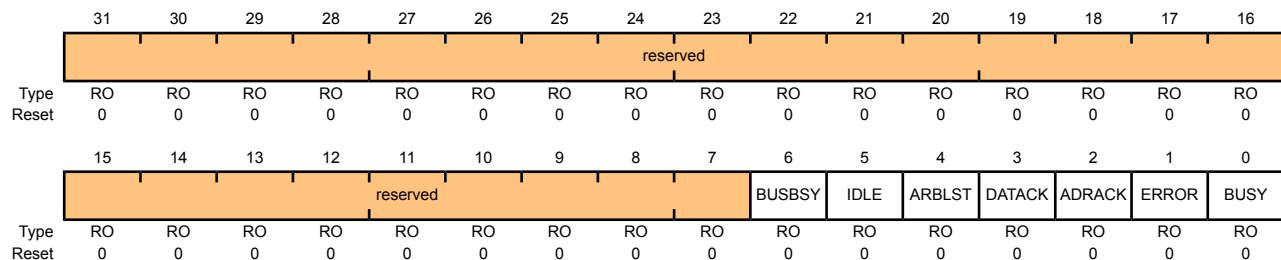 31 30 29 28 27 26 25 24 23 22 21 20 19 18 17 16
reserved
Type RO RO RO RO RO RO RO RO RO RO RO RO RO RO RO RO
Reset 0 0 0 0 0 0 0 0 0 0 0 0 0 0 0 0
15 14 13 12 11 10 9 8 7 6 5 4 3 2 1 0
reserved BUSBSY IDLE ARBLST DATACK ADRACK ERROR BUSY
Type RO RO RO RO RO RO RO RO RO RO RO RO RO RO RO RO
Reset 0 0 0 0 0 0 0 0 0 0 0 0 0 0 0 0